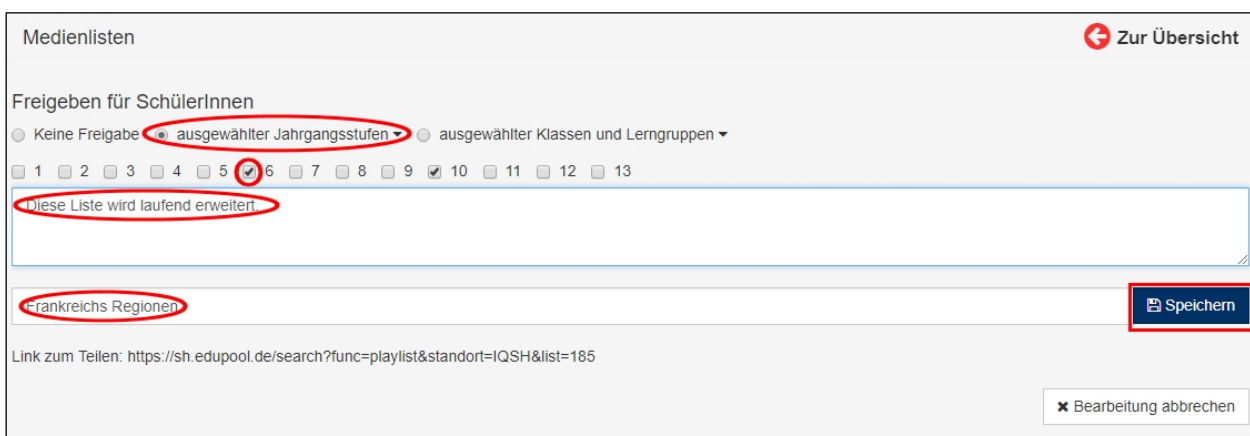 Medienlisten
Zur Übersicht
Freigeben für SchülerInnen
Keine Freigabe ausgewählter Jahrgangsstufen ausgewählter Klassen und Lerngruppen
1 2 3 4 5 6 7 8 9 10 11 12 13
Diese Liste wird laufend erweitert.
Frankreichs Regionen
Speichern
Link zum Teilen: https://sh.edupool.de/search?func=playlist&standort=IQSH&list=185
Bearbeitung abbrechen